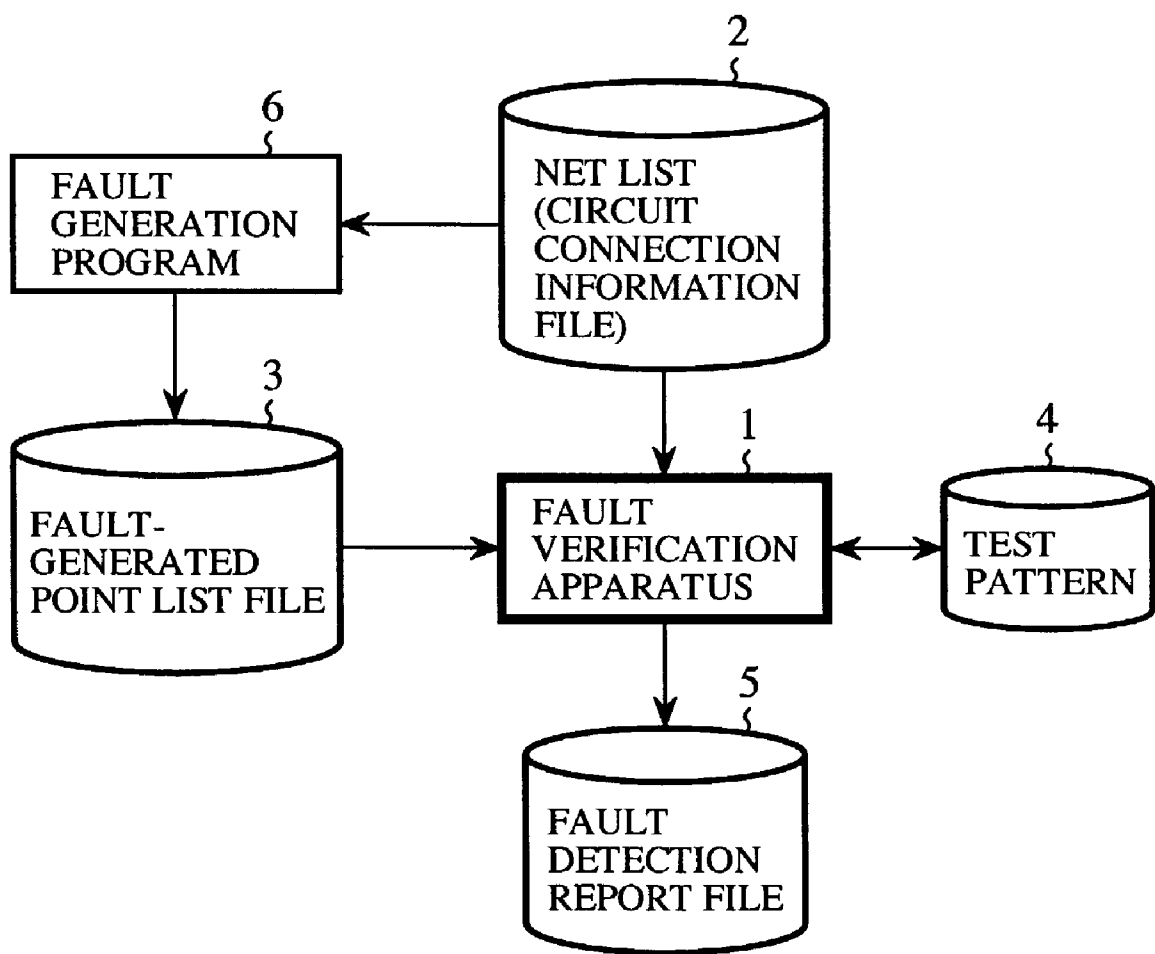 2
NET LIST
(CIRCUIT
CONNECTION
INFORMATION
FILE)
6
FAULT
GENERATION
PROGRAM
3
FAULT-
GENERATED
POINT LIST FILE
1
FAULT
VERIFICATION
APPARATUS
4
TEST
PATTERN
5
FAULT
DETECTION
REPORT FILE